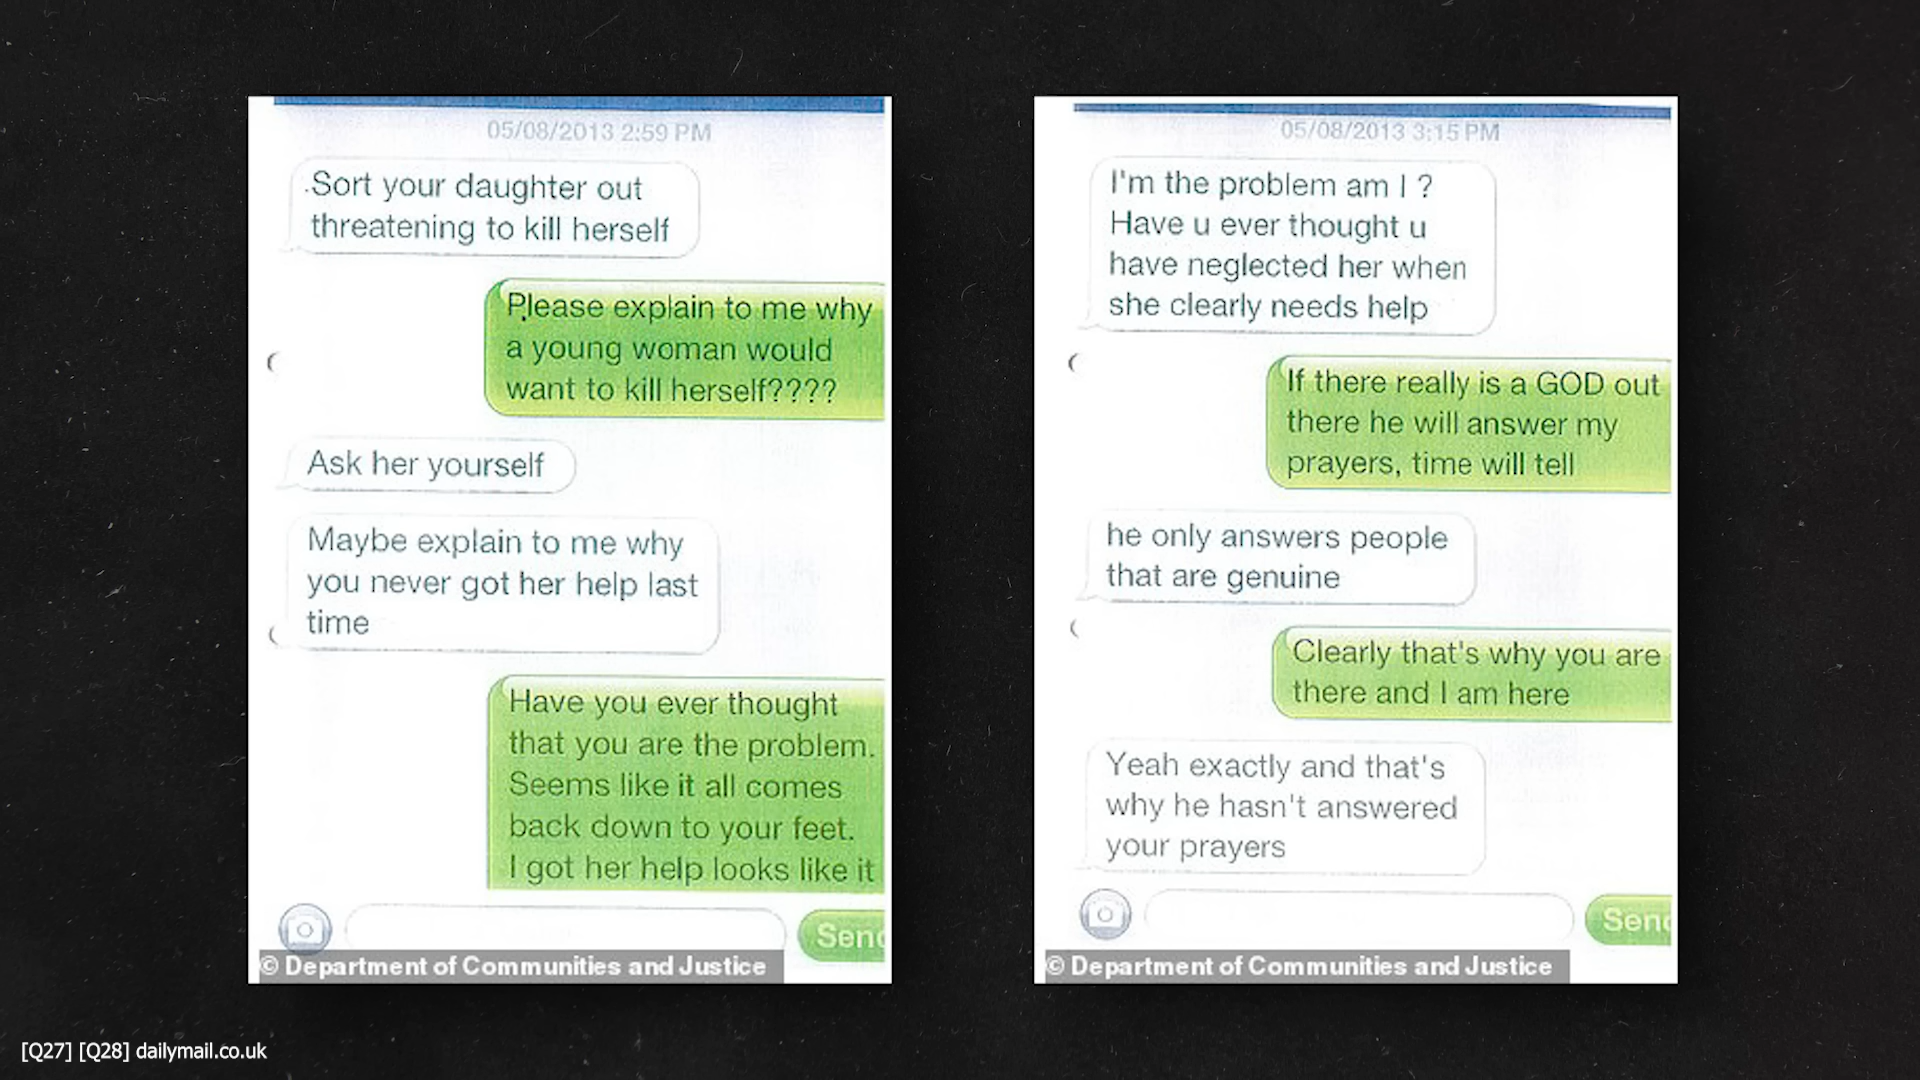 05/08/2013 2:59 PM
Sort your daughter out
threatening to kill herself
Please explain to me why
a young woman would
want to kill herself????
Ask her yourself
Maybe explain to me why
you never got her help last
time
Have you ever thought
that you are the problem.
Seems like it all comes
back down to your feet.
I got her help looks like it
Send
© Department of Communities and Justice
05/08/2013 3:15 PM
I'm the problem am I ?
Have u ever thought u
have neglected her when
she clearly needs help
If there really is a GOD out
there he will answer my
prayers, time will tell
he only answers people
that are genuine
Clearly that's why you are
there and I am here
Yeah exactly and that's
why he hasn't answered
your prayers
Send
© Department of Communities and Justice
[Q27] [Q28] dailymail.co.uk